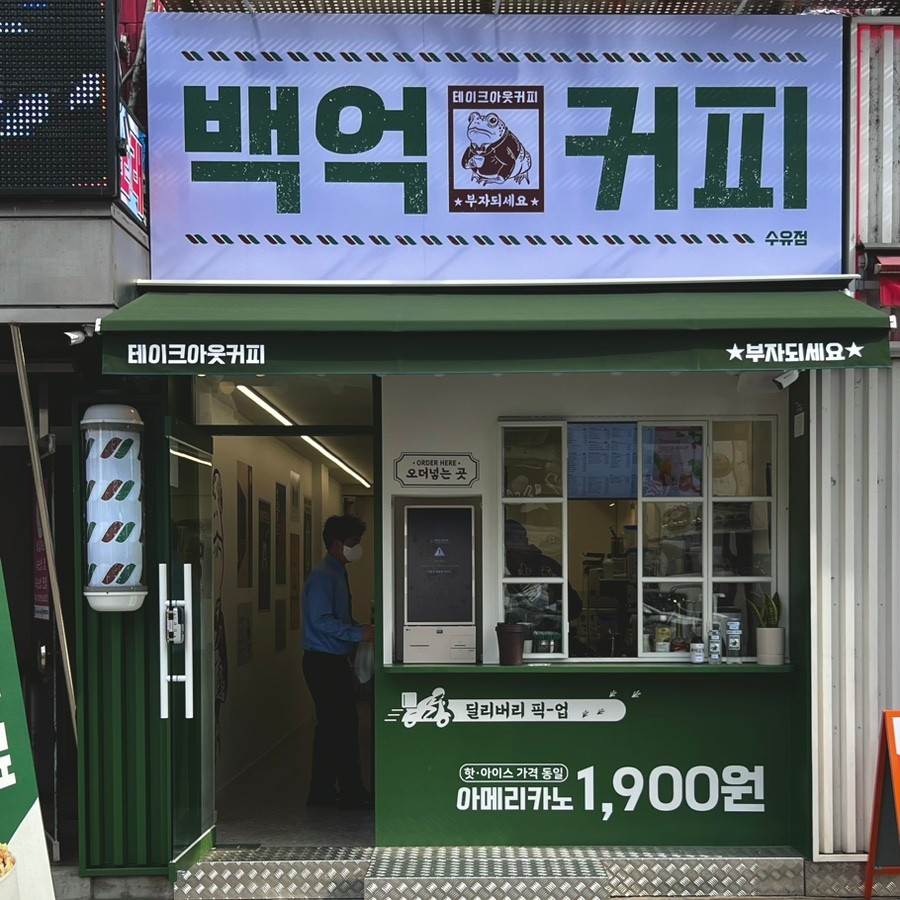 백억 커피
테이크아웃커피
★부자되세요★
수유점
테이크아웃커피
★부자되세요★
·ORDER HERE·
오더넣는 곳
딜리버리 픽-업
핫·아이스 가격 동일
아메리카노 1,900원